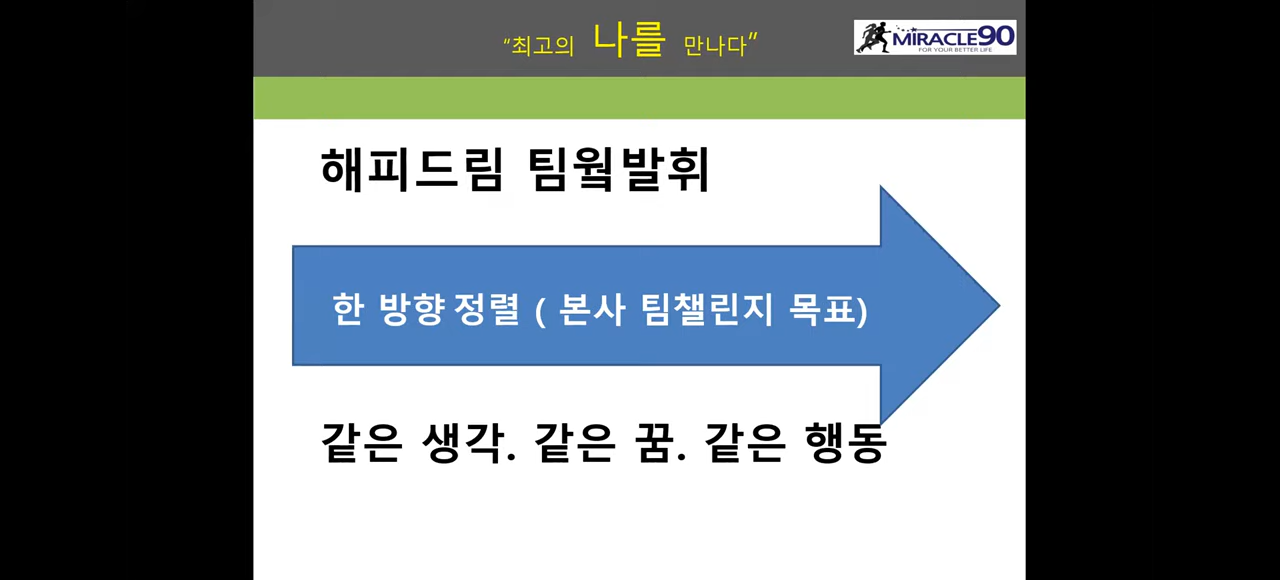 “최고의 나를 만나다”
MIRACLE90
FOR YOUR BETTER LIFE
해피드림 팀웤발휘
한 방향 정렬 ( 본사 팀챌린지 목표)
같은 생각. 같은 꿈. 같은 행동